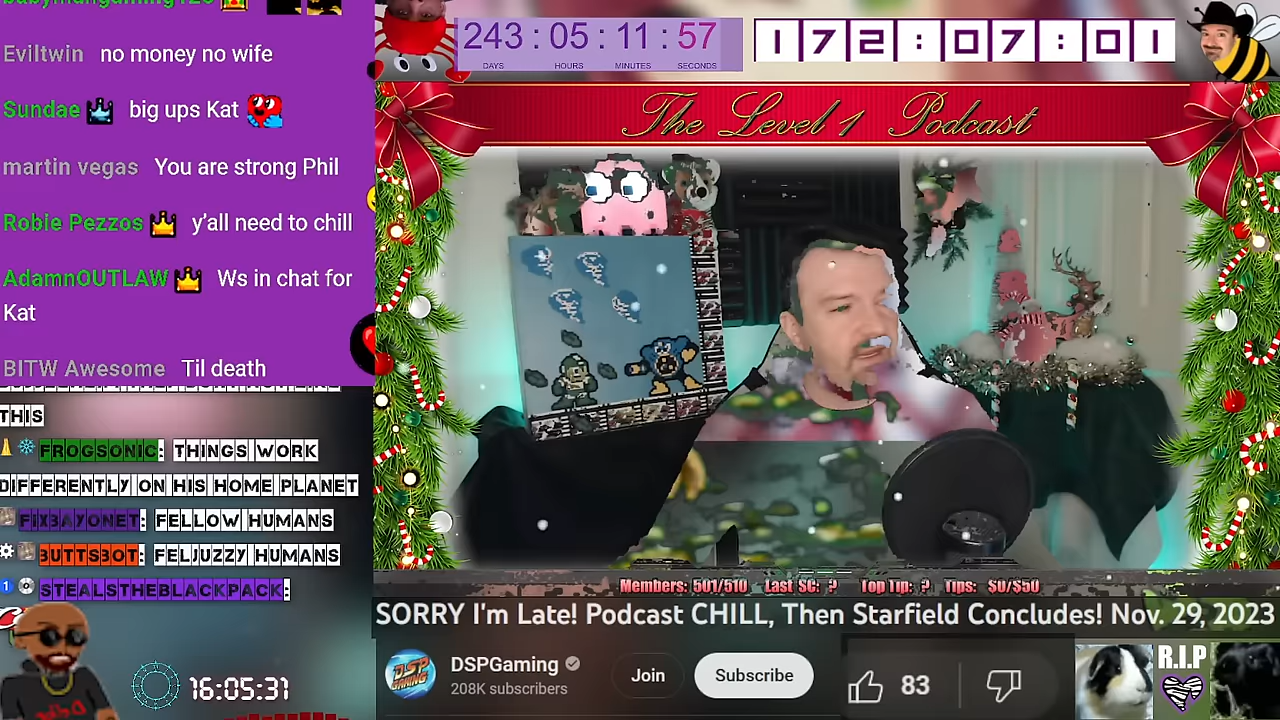 Eviltwin no money no wife
Sundae big ups Kat
martin vegas You are strong Phil
Robie Pezzos y'all need to chill
AdamnOUTLAW Ws in chat for
Kat
BITW Awesome Til death
THIS
FROGSONIC: THINGS WORK
DIFFERENTLY ON HIS HOME PLANET
FIXBAYONET: FELLOW HUMANS
BUTTSBOT: FELJUZZY HUMANS
STEALSTHEBLACKPACK:
16:05:31
243 : 05 : 11 : 57
DAYS HOURS MINUTES SECONDS
172:07:01
The Level 1 Podcast
Members: 501/510 Last SC: ? Top Tip: ? Tips: $0/$50
SORRY I'm Late! Podcast CHILL, Then Starfield Concludes! Nov. 29, 2023
DSP GAMING
DSPGaming
208K subscribers
Join
Subscribe
83
R.I.P